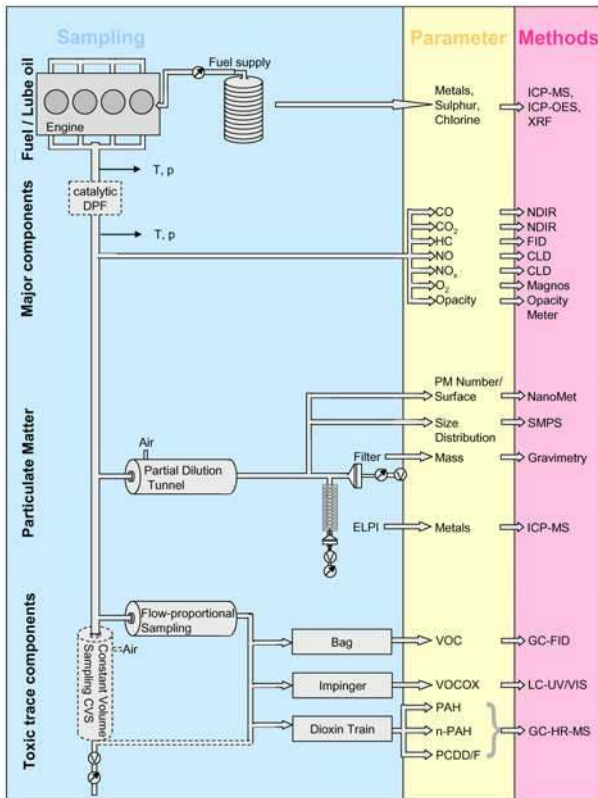 Sampling
Parameter
Methods
Fuel / Lube oil
Engine
Fuel supply
Metals,
Sulphur,
Chlorine
ICP-MS,
ICP-OES,
XRF
T, p
catalytic
DPF
T, p
Major components
CO
NDIR
CO2
NDIR
HC
FID
NO
CLD
NOx
CLD
O2
Magnos
Opacity
Opacity
Meter
Particulate Matter
PM Number/
Surface
NanoMet
Size
Distribution
SMPS
Air
Partial Dilution
Tunnel
Filter
Mass
Gravimetry
V
ELPI
Metals
ICP-MS
V
Toxic trace components
Flow-proportional
Sampling
Air
Constant Volume
Sampling CVS
Bag
VOC
GC-FID
Impinger
VOCOX
LC-UV/VIS
Dioxin Train
PAH
n-PAH
PCDD/F
GC-HR-MS
V